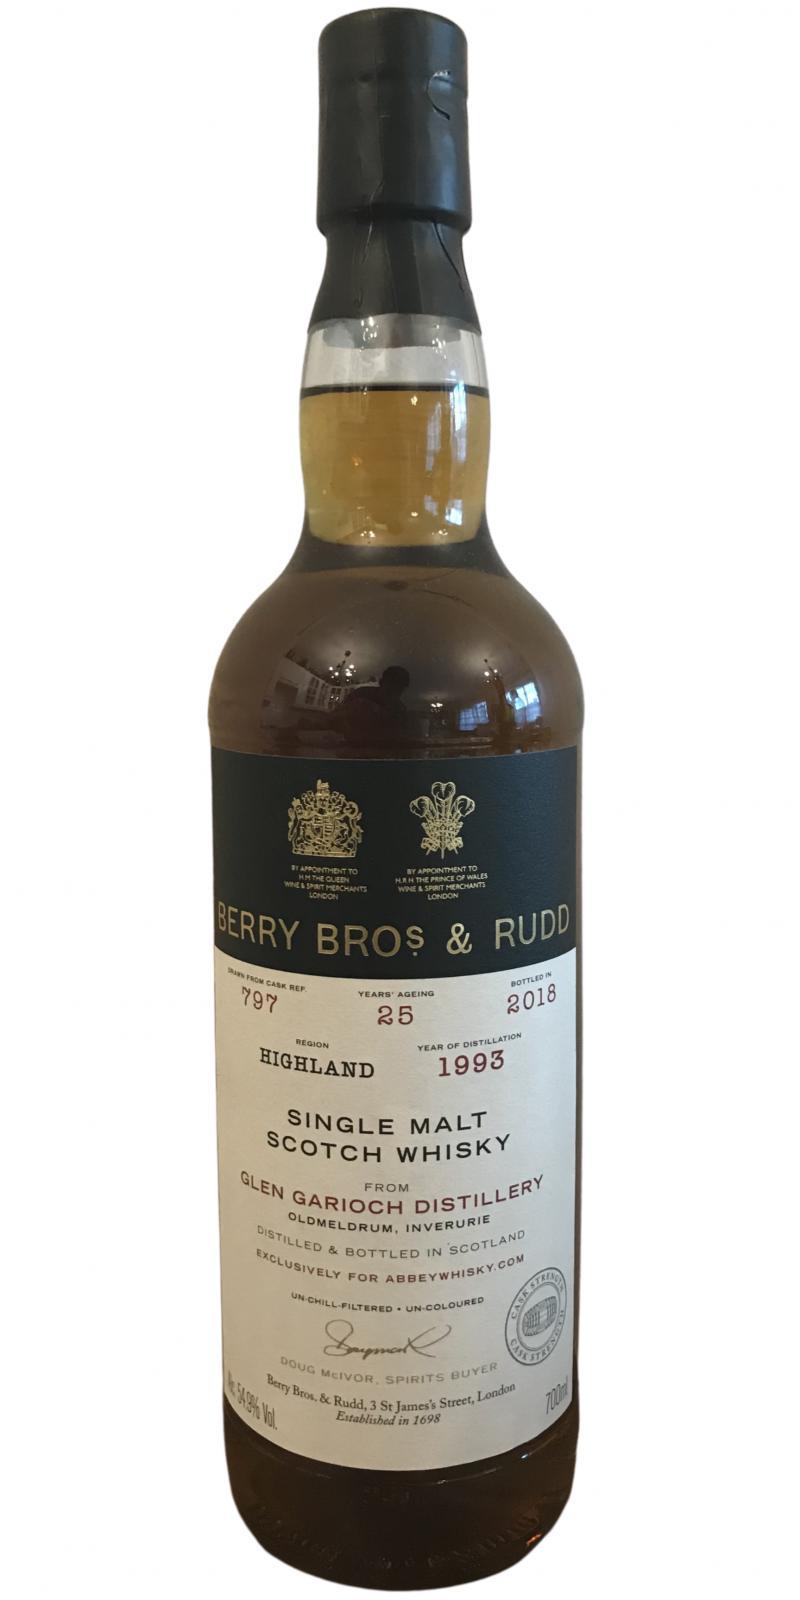 BY APPOINTMENT TO
H M THE QUEEN
WINE & SPIRIT MERCHANTS
LONDON
BY APPOINTMENT TO
H.R.H THE PRINCE OF WALES
WINE & SPIRIT MERCHANTS
LONDON
BERRY BROS & RUDD
DRAWN FROM CASK REF.
797
YEARS' AGEING
25
BOTTLED IN
2018
REGION
HIGHLAND
YEAR OF DISTILLATION
1993
SINGLE MALT
SCOTCH WHISKY
FROM
GLEN GARIOCH DISTILLERY
OLDMELDRUM, INVERURIE
DISTILLED & BOTTLED IN SCOTLAND
EXCLUSIVELY FOR ABBEYWHISKY.COM
UN-CHILL-FILTERED • UN-COLOURED
CASK STRENGTH
CASK STRENGTH
DOUG McIVOR, SPIRITS BUYER
Berry Bros. & Rudd, 3 St James's Street, London
Established in 1698
Alc 54.9% Vol.
700ml